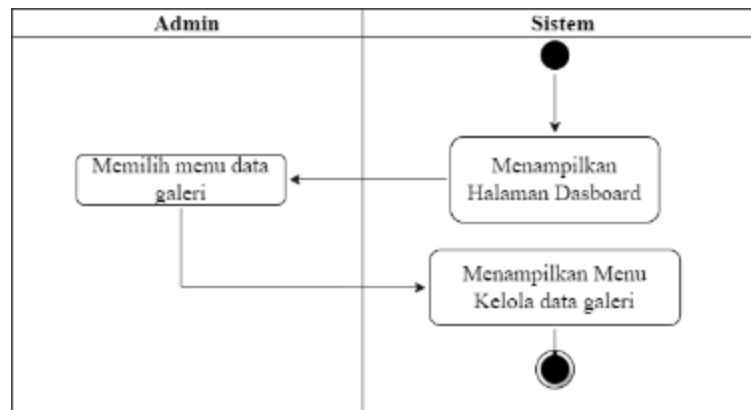 Admin
Sistem
Menampilkan
Halaman Dasboard
Memilih menu data
galeri
Menampilkan Menu
Kelola data galeri